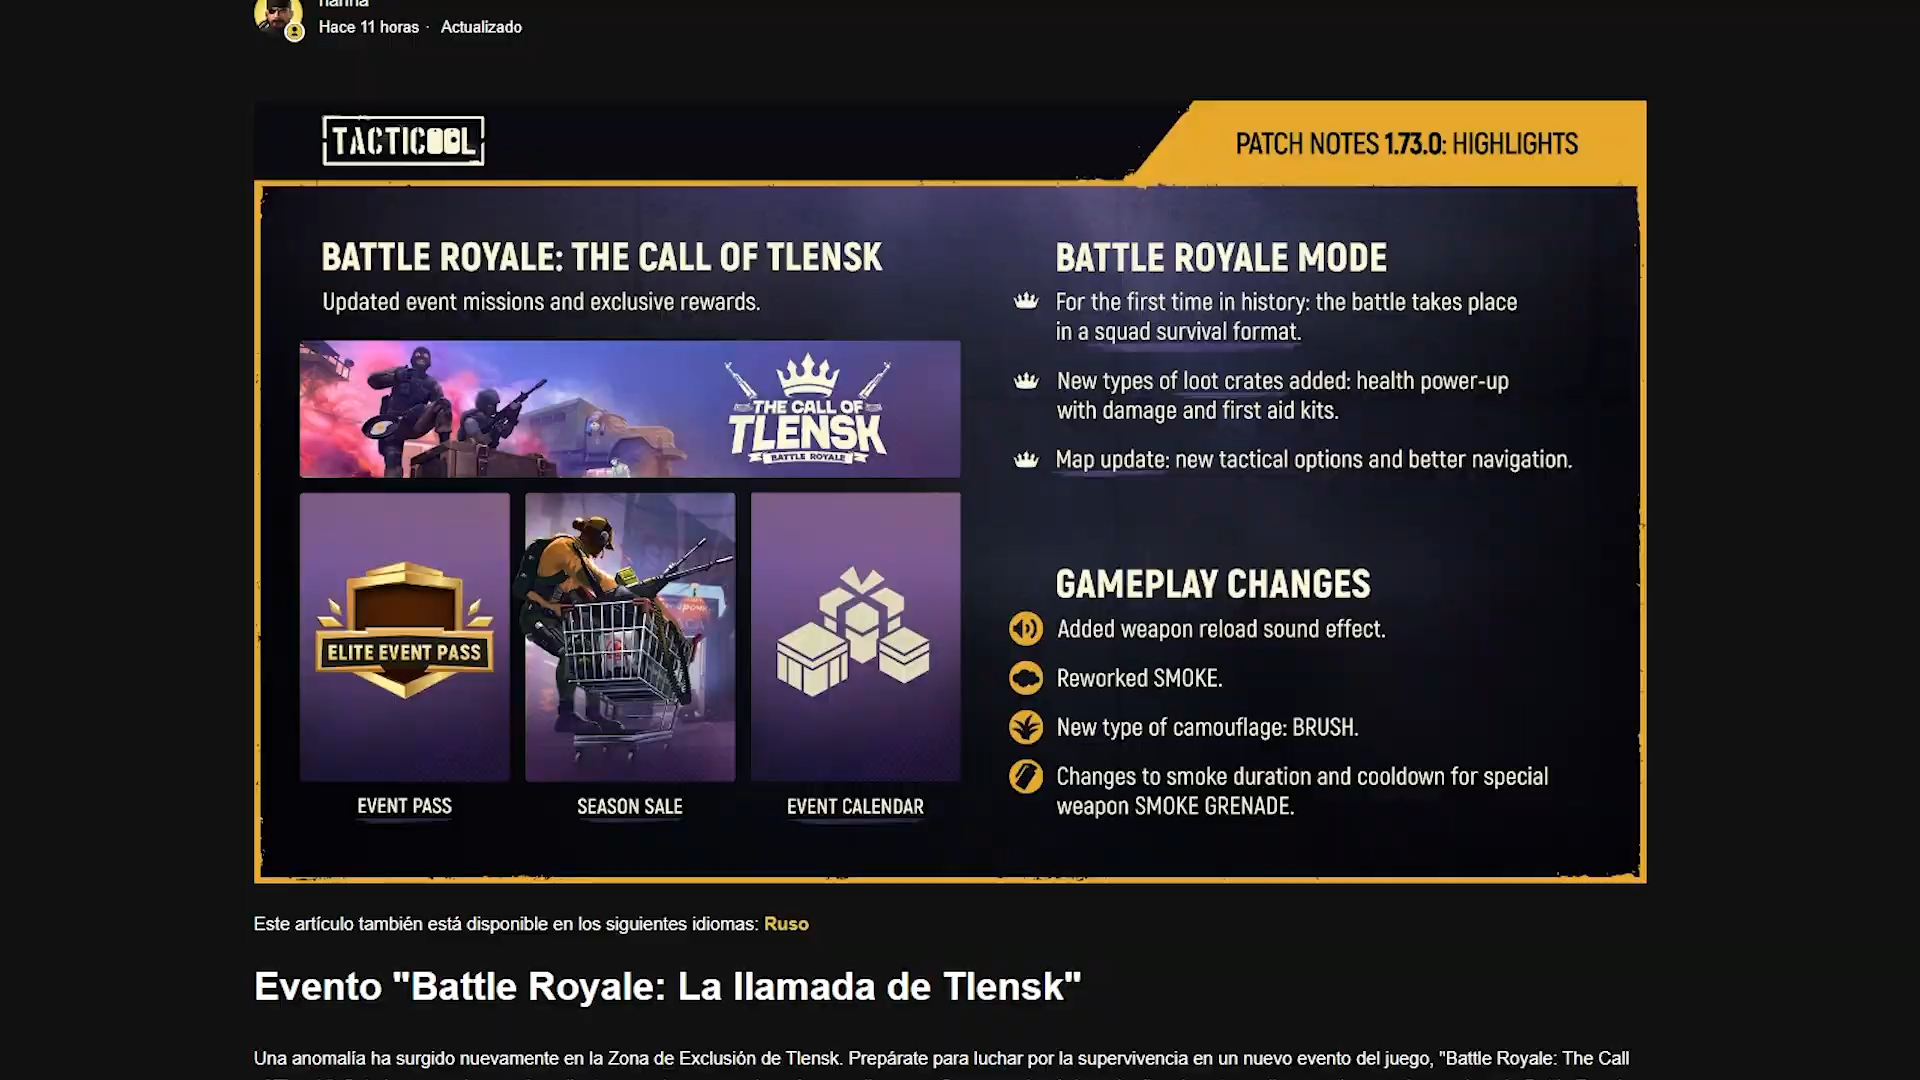 Hace 11 horas · Actualizado
TACTICOOL
PATCH NOTES 1.73.0: HIGHLIGHTS
BATTLE ROYALE: THE CALL OF TLENSK
Updated event missions and exclusive rewards.
THE CALL OF
TLENSK
BATTLE ROYALE
ELITE EVENT PASS
EVENT PASS
SEASON SALE
EVENT CALENDAR
BATTLE ROYALE MODE
For the first time in history: the battle takes place
in a squad survival format.
New types of loot crates added: health power-up
with damage and first aid kits.
Map update: new tactical options and better navigation.
GAMEPLAY CHANGES
Added weapon reload sound effect.
Reworked SMOKE.
New type of camouflage: BRUSH.
Changes to smoke duration and cooldown for special
weapon SMOKE GRENADE.
Este artículo también está disponible en los siguientes idiomas: Ruso
Evento "Battle Royale: La llamada de Tlensk"
Una anomalía ha surgido nuevamente en la Zona de Exclusión de Tlensk. Prepárate para luchar por la supervivencia en un nuevo evento del juego, "Battle Royale: The Call